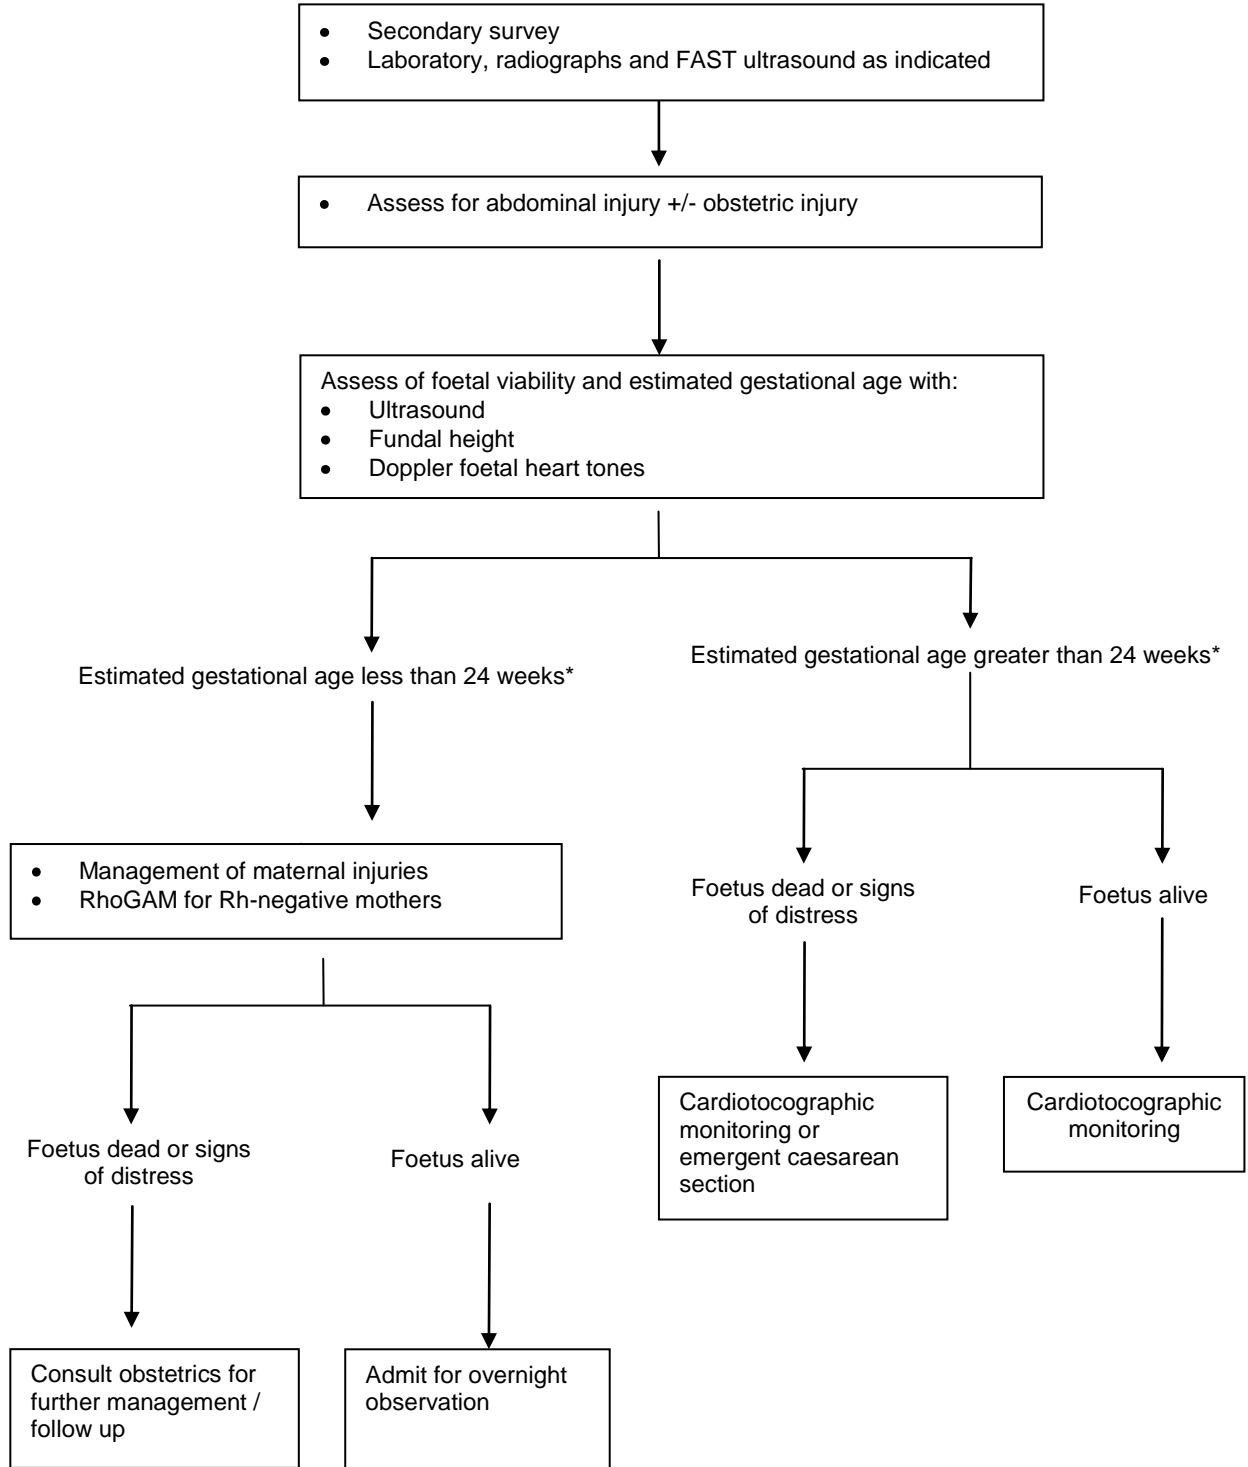 • Secondary survey
• Laboratory, radiographs and FAST ultrasound as indicated
• Assess for abdominal injury +/- obstetric injury
Assess of foetal viability and estimated gestational age with:
• Ultrasound
• Fundal height
• Doppler foetal heart tones
Estimated gestational age less than 24 weeks*
Estimated gestational age greater than 24 weeks*
• Management of maternal injuries
• RhoGAM for Rh-negative mothers
Foetus dead or signs
of distress
Foetus alive
Cardiotocographic
monitoring or
emergent caesarean
section
Cardiotocographic
monitoring
Foetus dead or signs
of distress
Foetus alive
Consult obstetrics for
further management /
follow up
Admit for overnight
observation